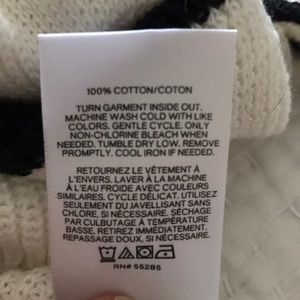 100% COTTON/COTON
TURN GARMENT INSIDE OUT.
MACHINE WASH COLD WITH LIKE
COLORS. GENTLE CYCLE. ONLY
NON-CHLORINE BLEACH WHEN
NEEDED. TUMBLE DRY LOW. REMOVE
PROMPTLY. COOL IRON IF NEEDED.
RETOURNEZ LE VÊTEMENT À
L'ENVERS. LAVER À LA MACHINE
À L'EAU FROIDE AVEC COULEURS
SIMILAIRES. CYCLE DÉLICAT. UTILISEZ
SEULEMENT DU JAVELLISANT SANS
CHLORE, SI NÉCESSAIRE. SÉCHAGE
PAR CULBUTAGE À TEMPÉRATURE
BASSE. RETIREZ IMMÉDIATEMENT.
REPASSAGE DOUX, SI NÉCESSAIRE.
RN# 55285